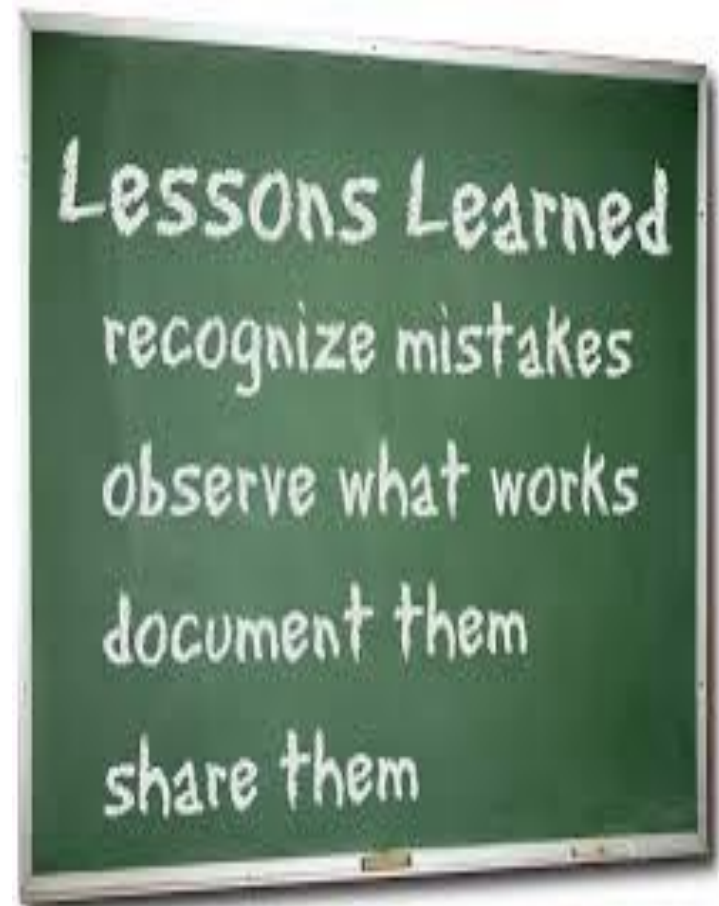 Lessons Learned
recognize mistakes
observe what works
document them
share them